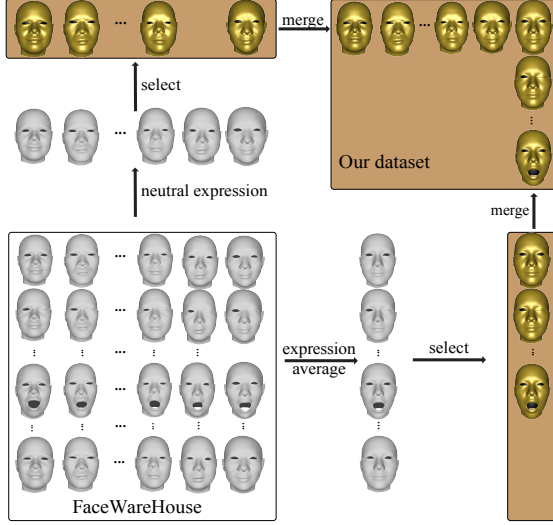 merge
select
Our dataset
neutral expression
merge
expression
average
select
FaceWareHouse